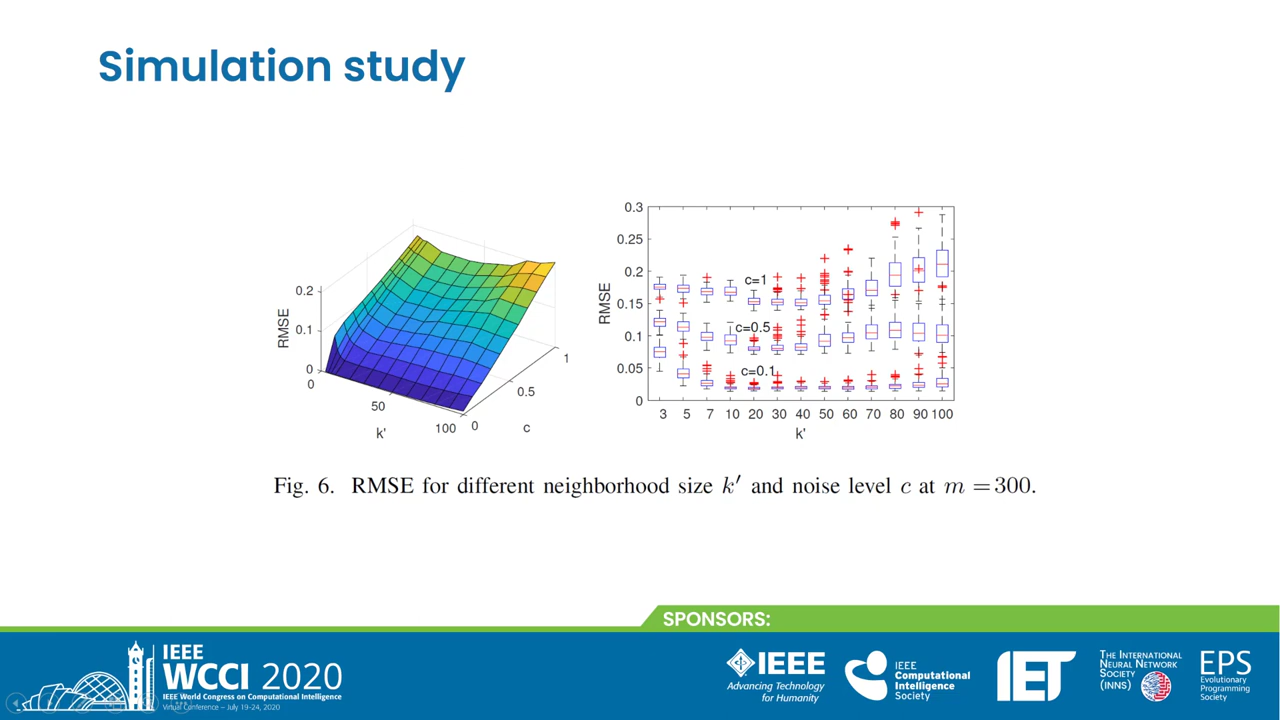 Simulation study
0.2
0.1
0
RMSE
0
50
100
k'
0
0.5
1
c
0.3
0.25
0.2
0.15
0.1
0.05
0
RMSE
c=1
c=0.5
c=0.1
3 5 7 10 20 30 40 50 60 70 80 90 100
k'
Fig. 6. RMSE for different neighborhood size k′ and noise level c at m = 300.
SPONSORS:
IEEE
WCCI 2020
IEEE World Congress on Computational Intelligence
Virtual Conference – July 19-24, 2020
IEEE
Advancing Technology
for Humanity
IEEE
Computational
Intelligence
Society
IET
The International
Neural Network
Society
(INNS)
EPS
Evolutionary
Programming
Society